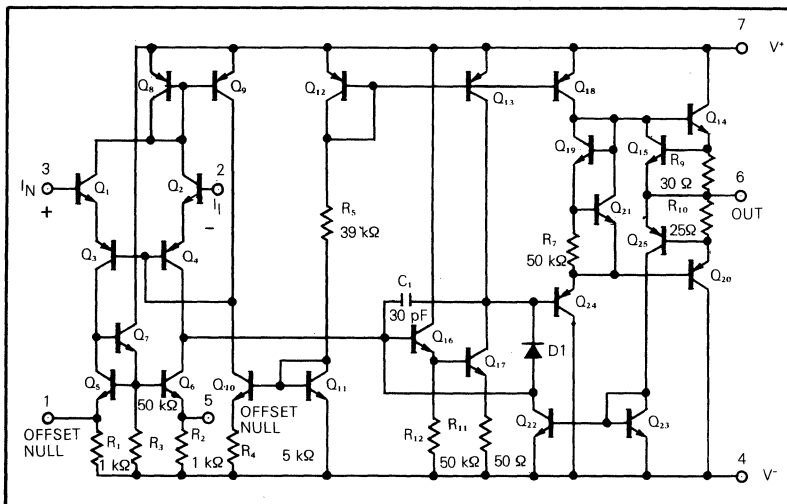 7
V+
Q8
Q9
Q12
Q13
Q18
Q14
3
2
Q19
Q15
R9
6
IN
Q1
Q2
II
30 Ω
+
-
R5
Q21
R10
OUT
39 kΩ
25Ω
Q3
Q4
R7
Q25
50 kΩ
Q20
C1
Q24
30 pF
Q7
Q16
D1
Q17
Q5
Q6
Q10
Q11
1
50 kΩ
5
OFFSET
NULL
Q22
Q23
OFFSET
NULL
R1
R3
R2
R4
R12
R11
4
1 kΩ
1 kΩ
5 kΩ
50 kΩ
50 Ω
V-